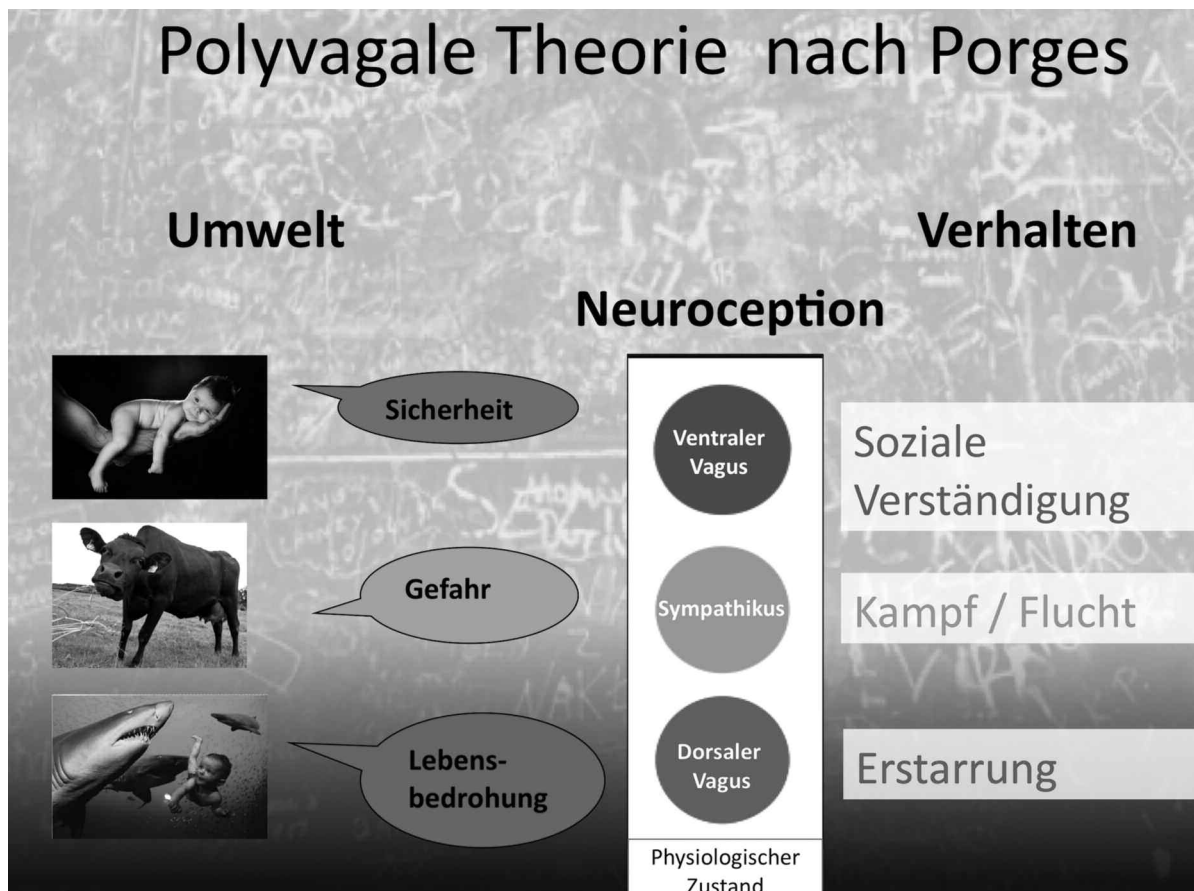 Polyvagale Theorie nach Porges
Umwelt
Verhalten
Neuroception
Sicherheit
Ventraler
Vagus
Soziale
Verständigung
Gefahr
Sympathikus
Kampf / Flucht
Lebens-
bedrohung
Dorsaler
Vagus
Erstarrung
Physiologischer
Zustand